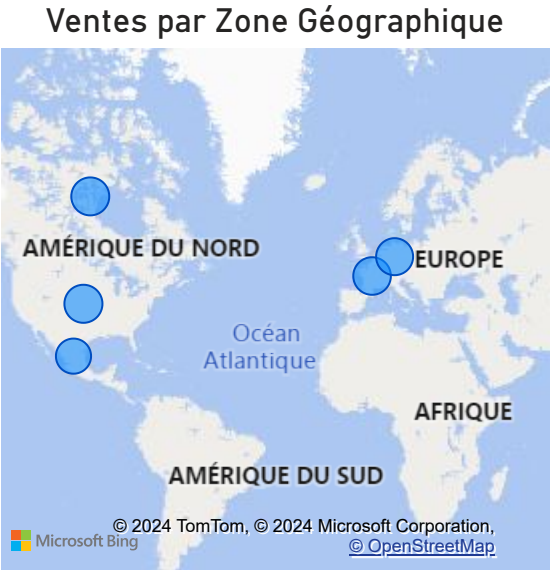 Ventes par Zone Géographique
AMÉRIQUE DU NORD
EUROPE
Océan
Atlantique
AFRIQUE
AMÉRIQUE DU SUD
© 2024 TomTom, © 2024 Microsoft Corporation,
Microsoft Bing
© OpenStreetMap